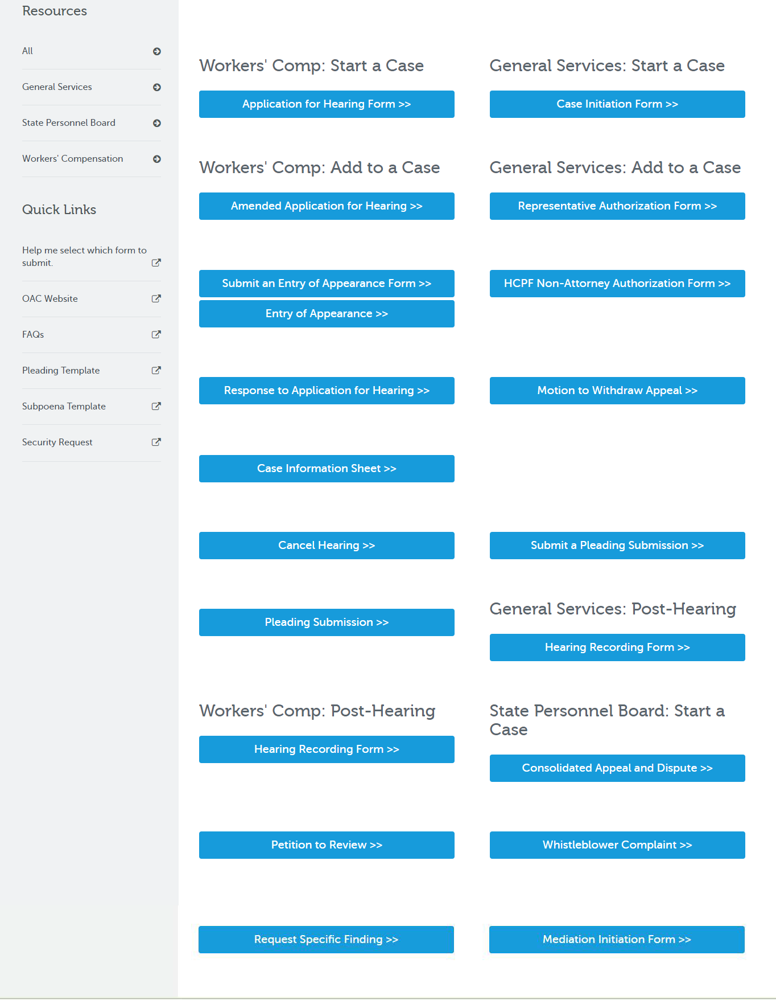 Resources
All
General Services
State Personnel Board
Workers' Compensation
Quick Links
Help me select which form to
submit.
OAC Website
FAQs
Pleading Template
Subpoena Template
Security Request
Workers' Comp: Start a Case
Application for Hearing Form >>
Workers' Comp: Add to a Case
Amended Application for Hearing >>
Submit an Entry of Appearance Form >>
Entry of Appearance >>
Response to Application for Hearing >>
Case Information Sheet >>
Cancel Hearing >>
Pleading Submission >>
Workers' Comp: Post-Hearing
Hearing Recording Form >>
Petition to Review >>
Request Specific Finding >>
General Services: Start a Case
Case Initiation Form >>
General Services: Add to a Case
Representative Authorization Form >>
HCPF Non-Attorney Authorization Form >>
Motion to Withdraw Appeal >>
Submit a Pleading Submission >>
General Services: Post-Hearing
Hearing Recording Form >>
State Personnel Board: Start a
Case
Consolidated Appeal and Dispute >>
Whistleblower Complaint >>
Mediation Initiation Form >>